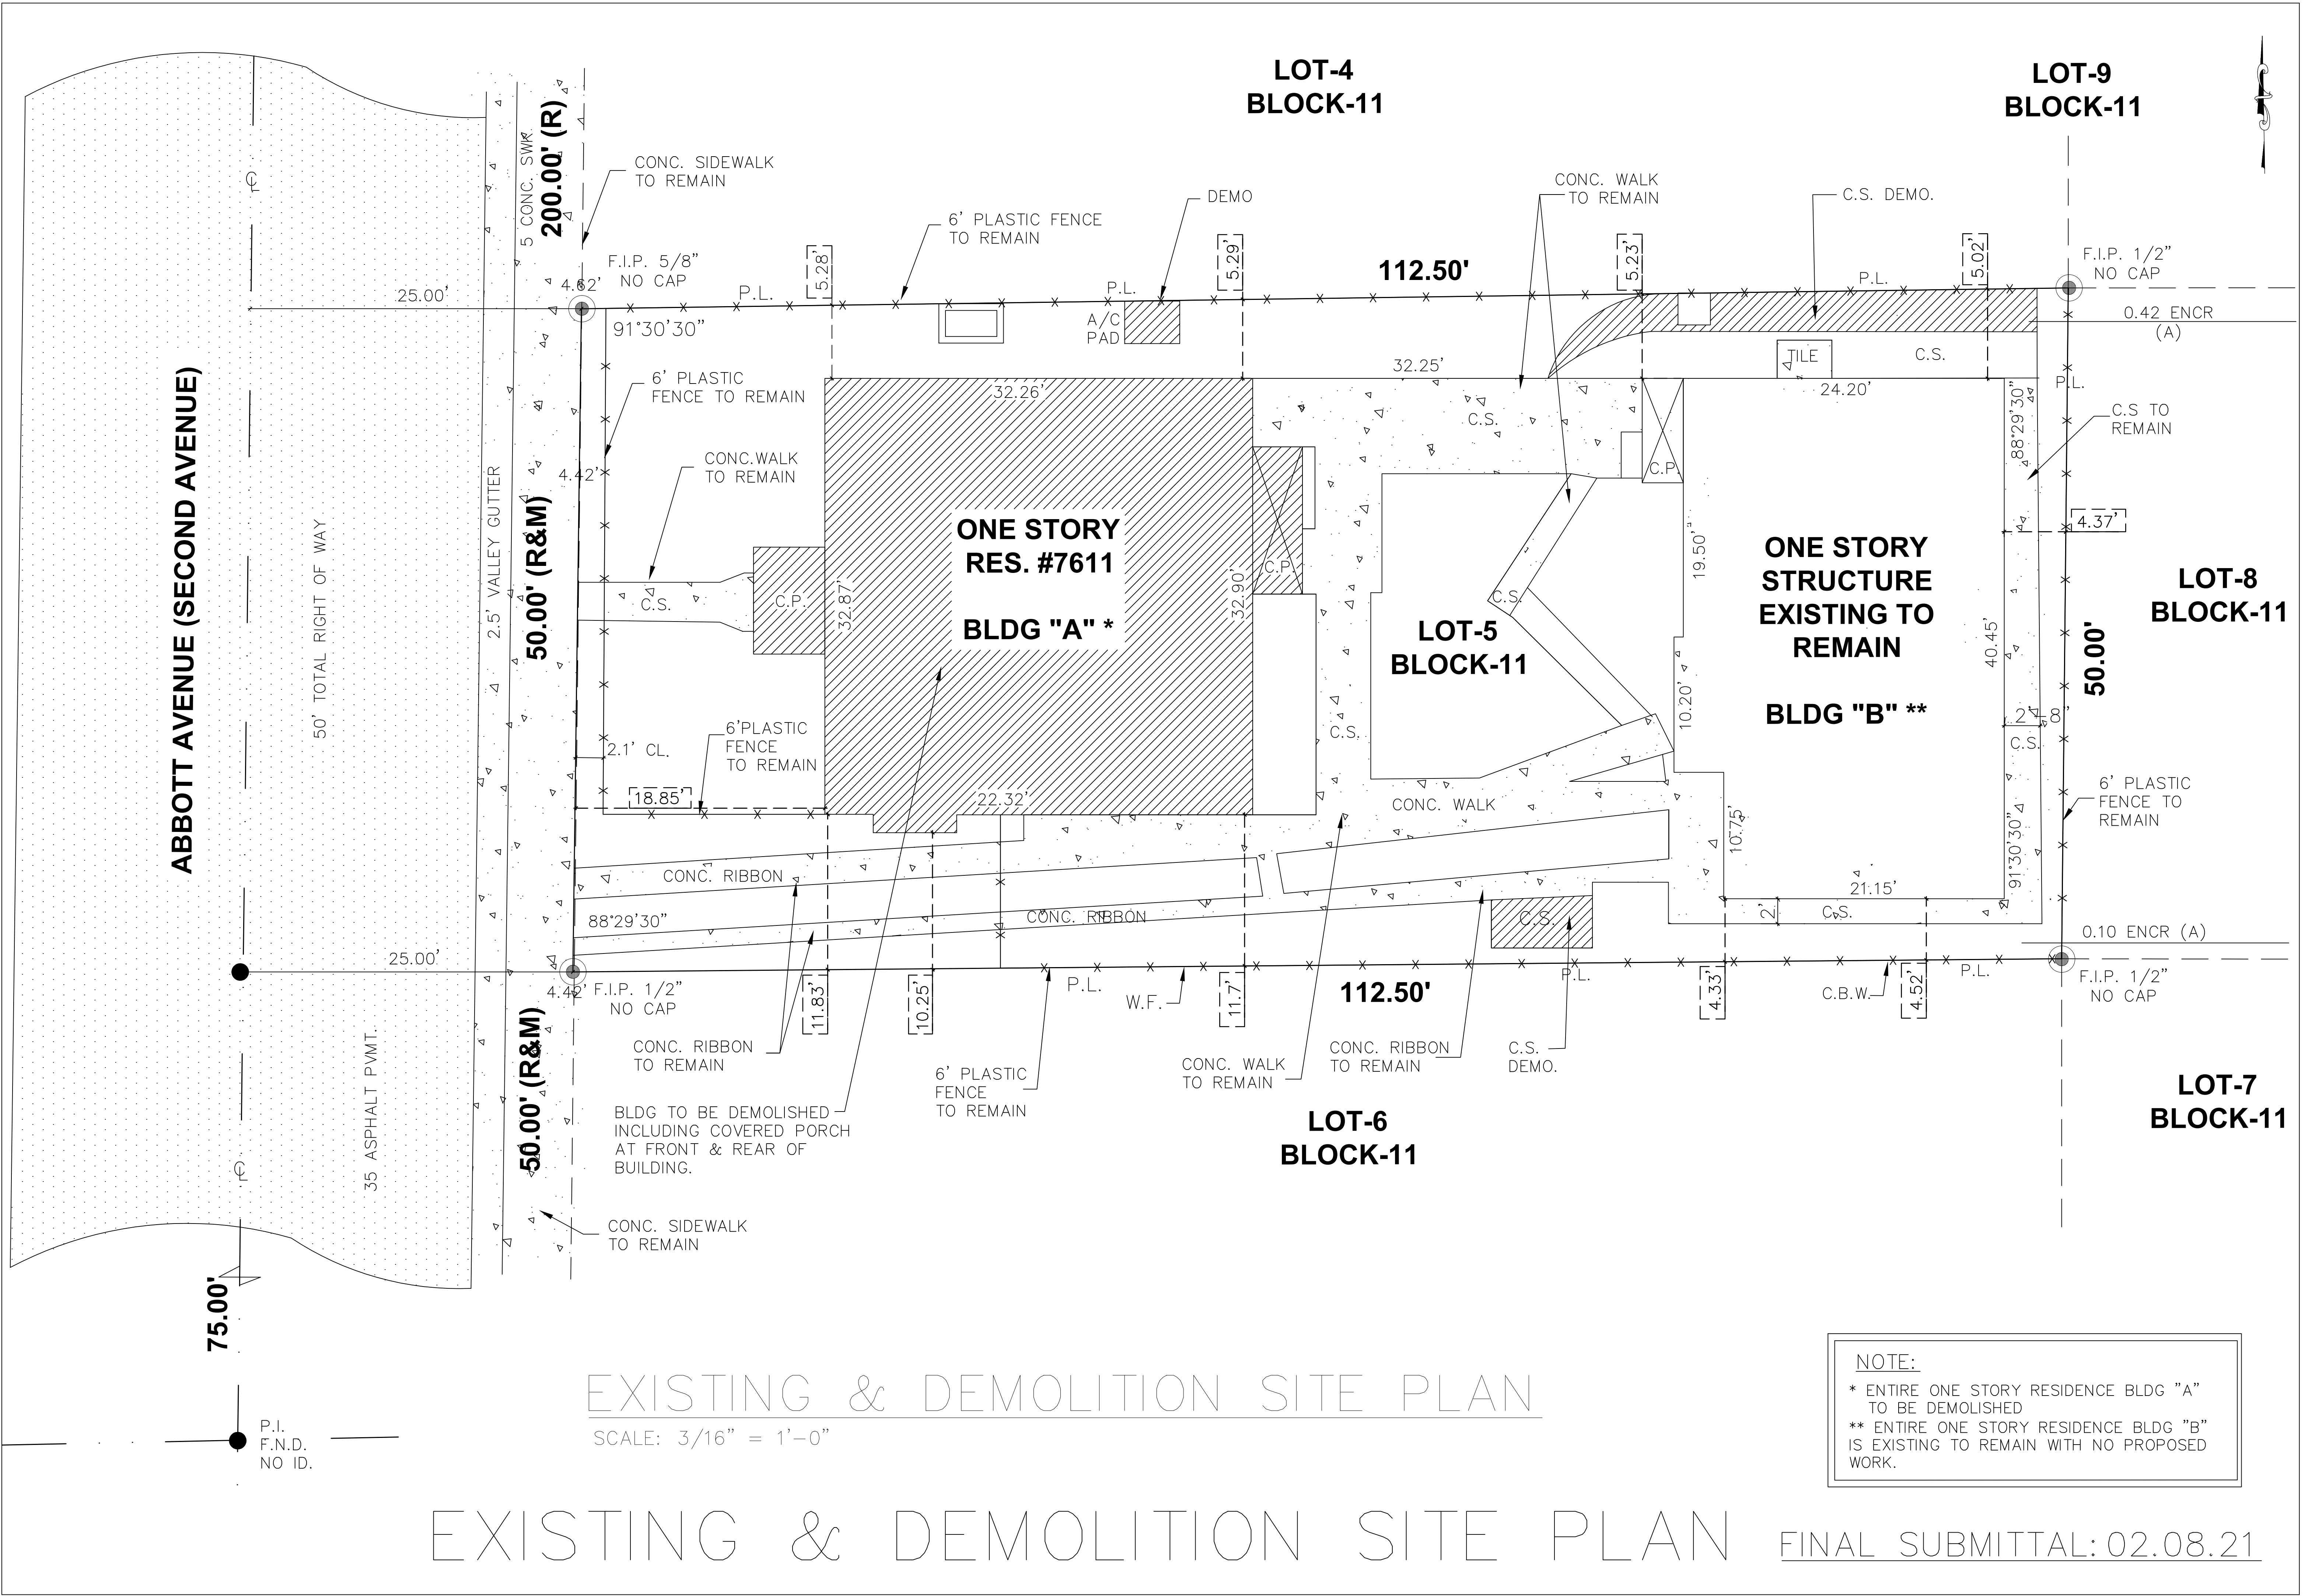 LOT-4
BLOCK-11
LOT-9
BLOCK-11
200.00' (R)
5 CONC. SWK.
CONC. SIDEWALK
TO REMAIN
6' PLASTIC FENCE
TO REMAIN
DEMO
CONC. WALK
TO REMAIN
C.S. DEMO.
F.I.P. 5/8"
NO CAP
4.62'
25.00'
P.L.
5.28'
P.L.
5.29'
112.50'
5.23'
P.L.
5.02'
F.I.P. 1/2"
NO CAP
0.42 ENCR
(A)
91°30'30"
A/C
PAD
TILE
C.S.
32.25'
32.26'
24.20'
P.L.
88°29'30"
6' PLASTIC
FENCE TO REMAIN
C.S.
C.S TO
REMAIN
C.P.
CONC.WALK
TO REMAIN
4.42'
ABBOTT AVENUE (SECOND AVENUE)
50' TOTAL RIGHT OF WAY
2.5' VALLEY GUTTER
50.00' (R&M)
ONE STORY
RES. #7611
BLDG "A" *
C.P.
C.S.
C.P.
32.87'
32.90'
C.S.
LOT-5
BLOCK-11
19.50'
ONE STORY
STRUCTURE
EXISTING TO
REMAIN
BLDG "B" **
4.37'
LOT-8
BLOCK-11
40.45'
50.00'
10.20'
2'-8"
C.S.
C.S.
2.1' CL.
6'PLASTIC
FENCE
TO REMAIN
18.85'
22.32'
CONC. WALK
10.75'
6' PLASTIC
FENCE TO
REMAIN
91°30'30"
CONC. RIBBON
21.15'
2'
C.S.
C.S.
CONC. RIBBON
88°29'30"
0.10 ENCR (A)
25.00'
4.42'
F.I.P. 1/2"
NO CAP
11.83'
10.25'
P.L.
W.F.
11.7'
112.50'
P.L.
4.33'
C.B.W.
4.52'
P.L.
F.I.P. 1/2"
NO CAP
50.00' (R&M)
35 ASPHALT PVMT.
CONC. RIBBON
TO REMAIN
6' PLASTIC
FENCE
TO REMAIN
CONC. WALK
TO REMAIN
CONC. RIBBON
TO REMAIN
C.S.
DEMO.
BLDG TO BE DEMOLISHED
INCLUDING COVERED PORCH
AT FRONT & REAR OF
BUILDING.
LOT-6
BLOCK-11
LOT-7
BLOCK-11
CONC. SIDEWALK
TO REMAIN
75.00'
P.I.
F.N.D.
NO ID.
EXISTING & DEMOLITION SITE PLAN
SCALE: 3/16" = 1'-0"
NOTE:
* ENTIRE ONE STORY RESIDENCE BLDG "A"
TO BE DEMOLISHED
** ENTIRE ONE STORY RESIDENCE BLDG "B"
IS EXISTING TO REMAIN WITH NO PROPOSED
WORK.
EXISTING & DEMOLITION SITE PLAN
FINAL SUBMITTAL: 02.08.21